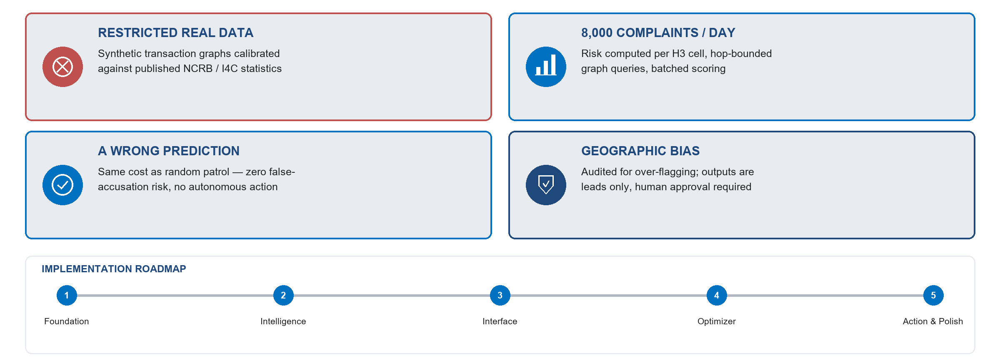 RESTRICTED REAL DATA
Synthetic transaction graphs calibrated
against published NCRB / I4C statistics
8,000 COMPLAINTS / DAY
Risk computed per H3 cell, hop-bounded
graph queries, batched scoring
A WRONG PREDICTION
Same cost as random patrol — zero false-
accusation risk, no autonomous action
GEOGRAPHIC BIAS
Audited for over-flagging; outputs are
leads only, human approval required
IMPLEMENTATION ROADMAP
1 2 3 4 5
Foundation Intelligence Interface Optimizer Action & Polish